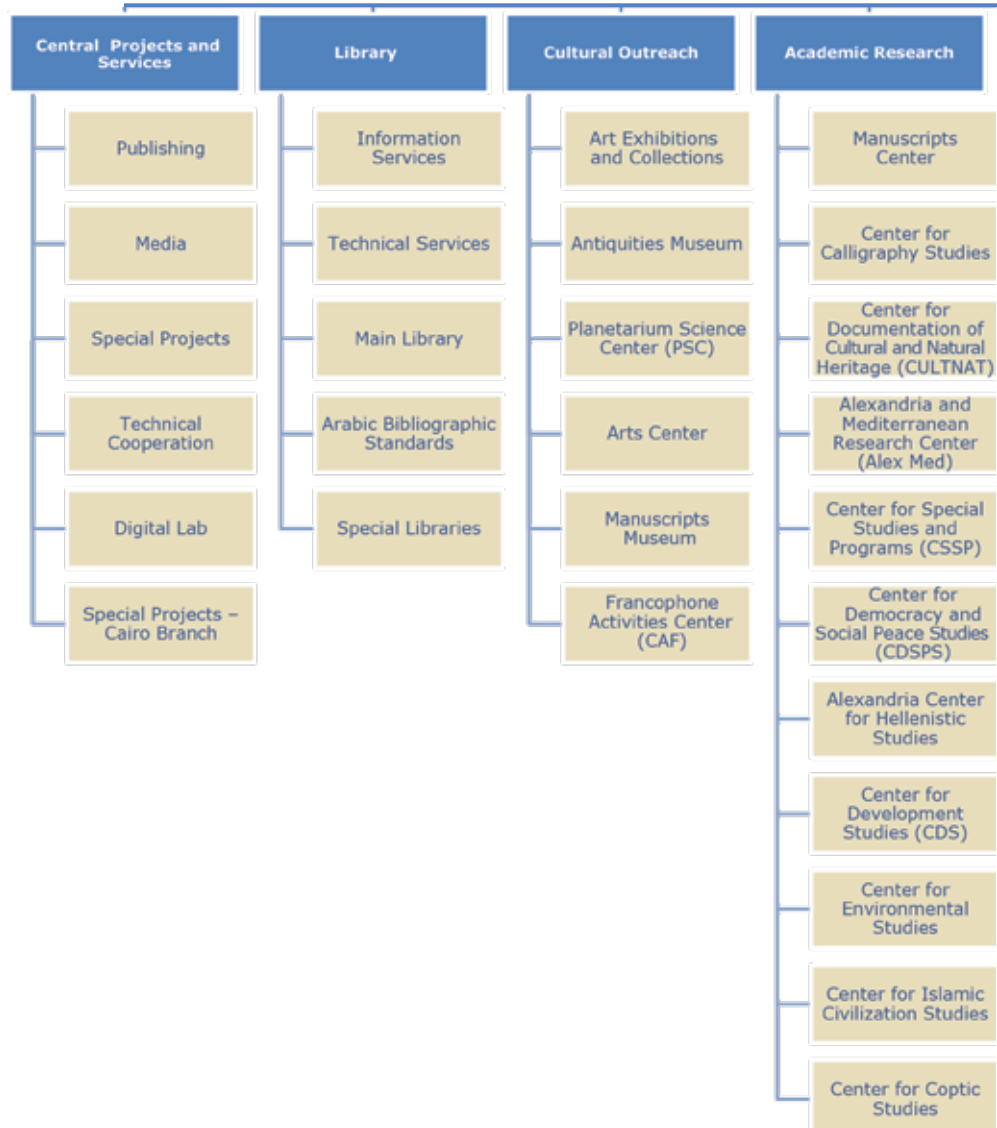 Central Projects and
Services
Publishing
Media
Special Projects
Technical
Cooperation
Digital Lab
Special Projects –
Cairo Branch
Library
Information
Services
Technical Services
Main Library
Arabic Bibliographic
Standards
Special Libraries
Cultural Outreach
Art Exhibitions
and Collections
Antiquities Museum
Planetarium Science
Center (PSC)
Arts Center
Manuscripts
Museum
Francophone
Activities Center
(CAF)
Academic Research
Manuscripts
Center
Center for
Calligraphy Studies
Center for
Documentation of
Cultural and Natural
Heritage (CULTNAT)
Alexandria and
Mediterranean
Research Center
(Alex Med)
Center for Special
Studies and
Programs (CSSP)
Center for
Democracy and
Social Peace Studies
(CDSPS)
Alexandria Center
for Hellenistic
Studies
Center for
Development
Studies (CDS)
Center for
Environmental
Studies
Center for Islamic
Civilization Studies
Center for Coptic
Studies